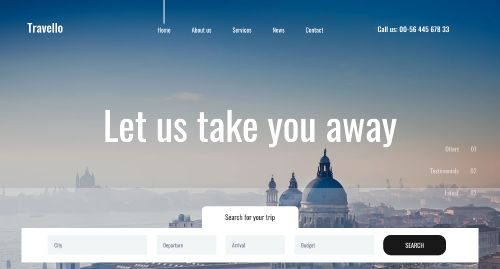 Travello
Home About us Services News Contact
Call us: 00-56 445 678 33
Let us take you away
Offers 01
Testimonials 02
Latest 03
Search for your trip
City Departure Arrival Budget SEARCH